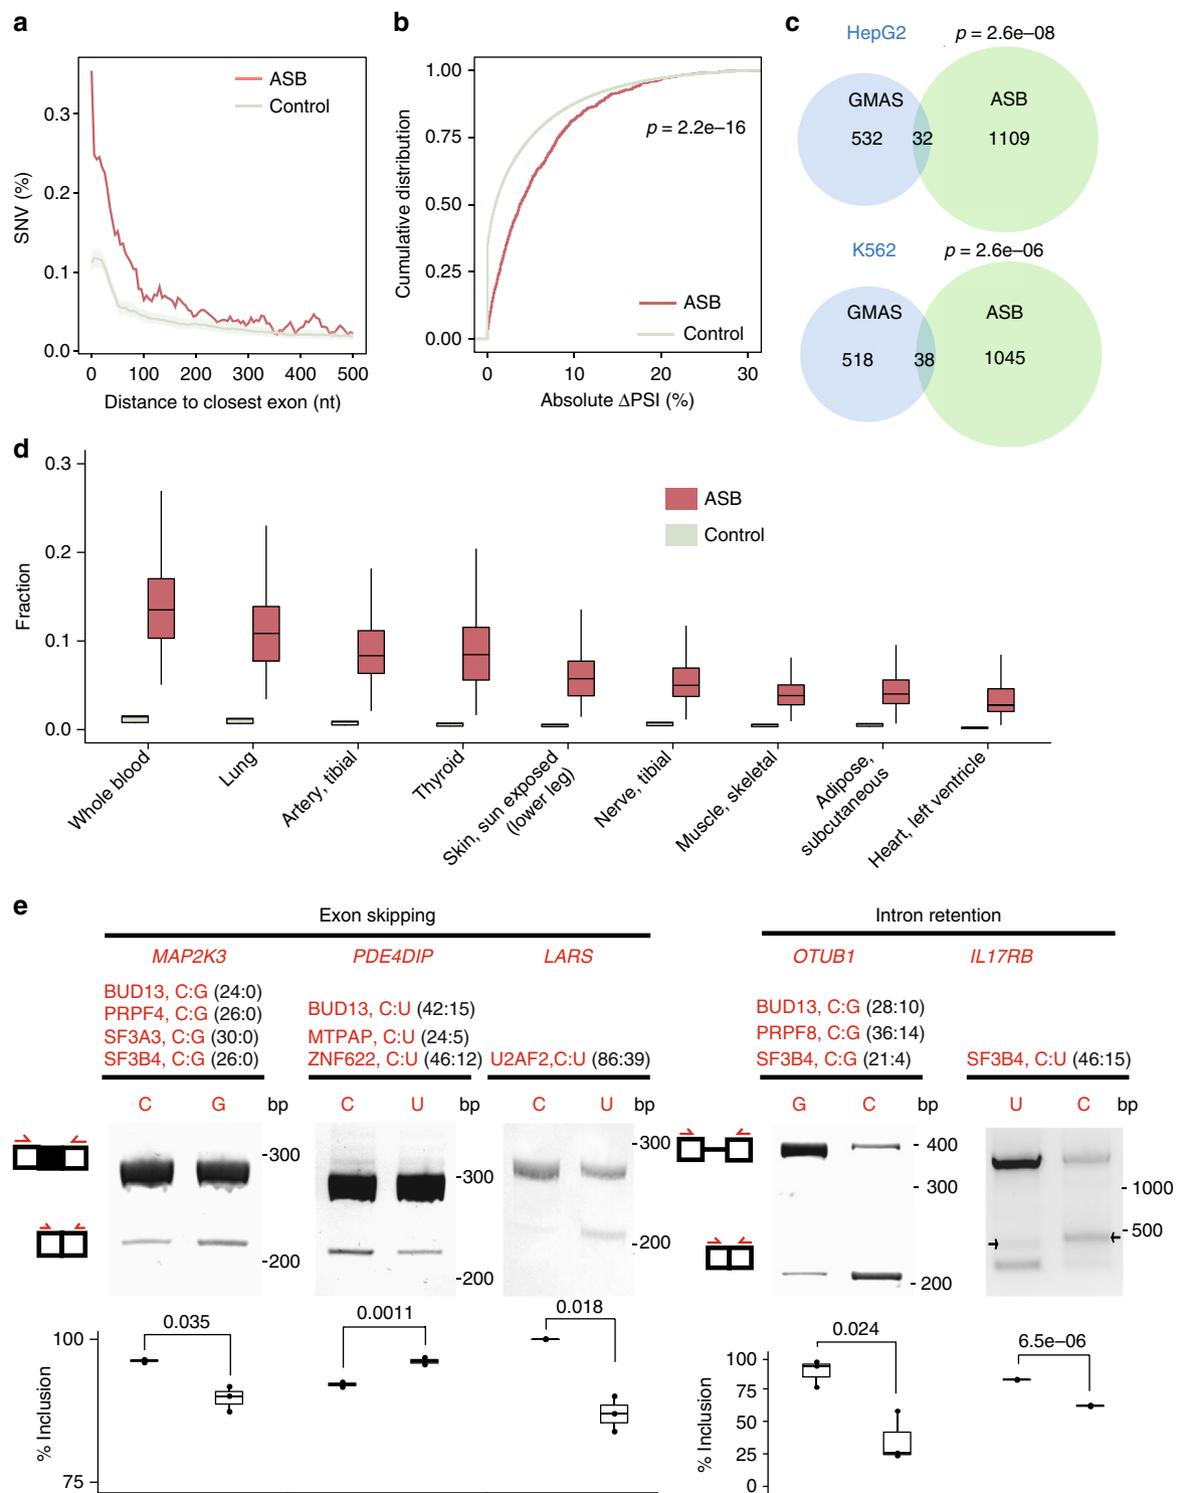 a
ASB
Control
0.3
0.2
0.1
0.0
SNV (%)
0 100 200 300 400 500
Distance to closest exon (nt)
b
1.00
0.75
0.50
0.25
0.00
Cumulative distribution
p = 2.2e–16
ASB
Control
0 10 20 30
Absolute ΔPSI (%)
c
HepG2 p = 2.6e–08
GMAS ASB
532 32 1109
K562 p = 2.6e–06
GMAS ASB
518 38 1045
d
0.3
0.2
0.1
0.0
Fraction
ASB
Control
Whole blood
Lung
Artery, tibial
Thyroid
Skin, sun exposed
(lower leg)
Nerve, tibial
Muscle, skeletal
Adipose,
subcutaneous
Heart, left ventricle
e
Exon skipping
MAP2K3 PDE4DIP LARS
BUD13, C:G (24:0)
PRPF4, C:G (26:0)
SF3A3, C:G (30:0)
SF3B4, C:G (26:0)
BUD13, C:U (42:15)
MTPAP, C:U (24:5)
ZNF622, C:U (46:12)
U2AF2,C:U (86:39)
C G bp
-300
-200
C U bp
-300
-200
C U bp
-300
-200
0.035
0.0011
0.018
100
75
% Inclusion
Intron retention
OTUB1 IL17RB
BUD13, C:G (28:10)
PRPF8, C:G (36:14)
SF3B4, C:G (21:4)
SF3B4, C:U (46:15)
G C bp
- 400
- 300
- 200
U C bp
- 1000
- 500
0.024
6.5e–06
100
75
50
25
0
% Inclusion